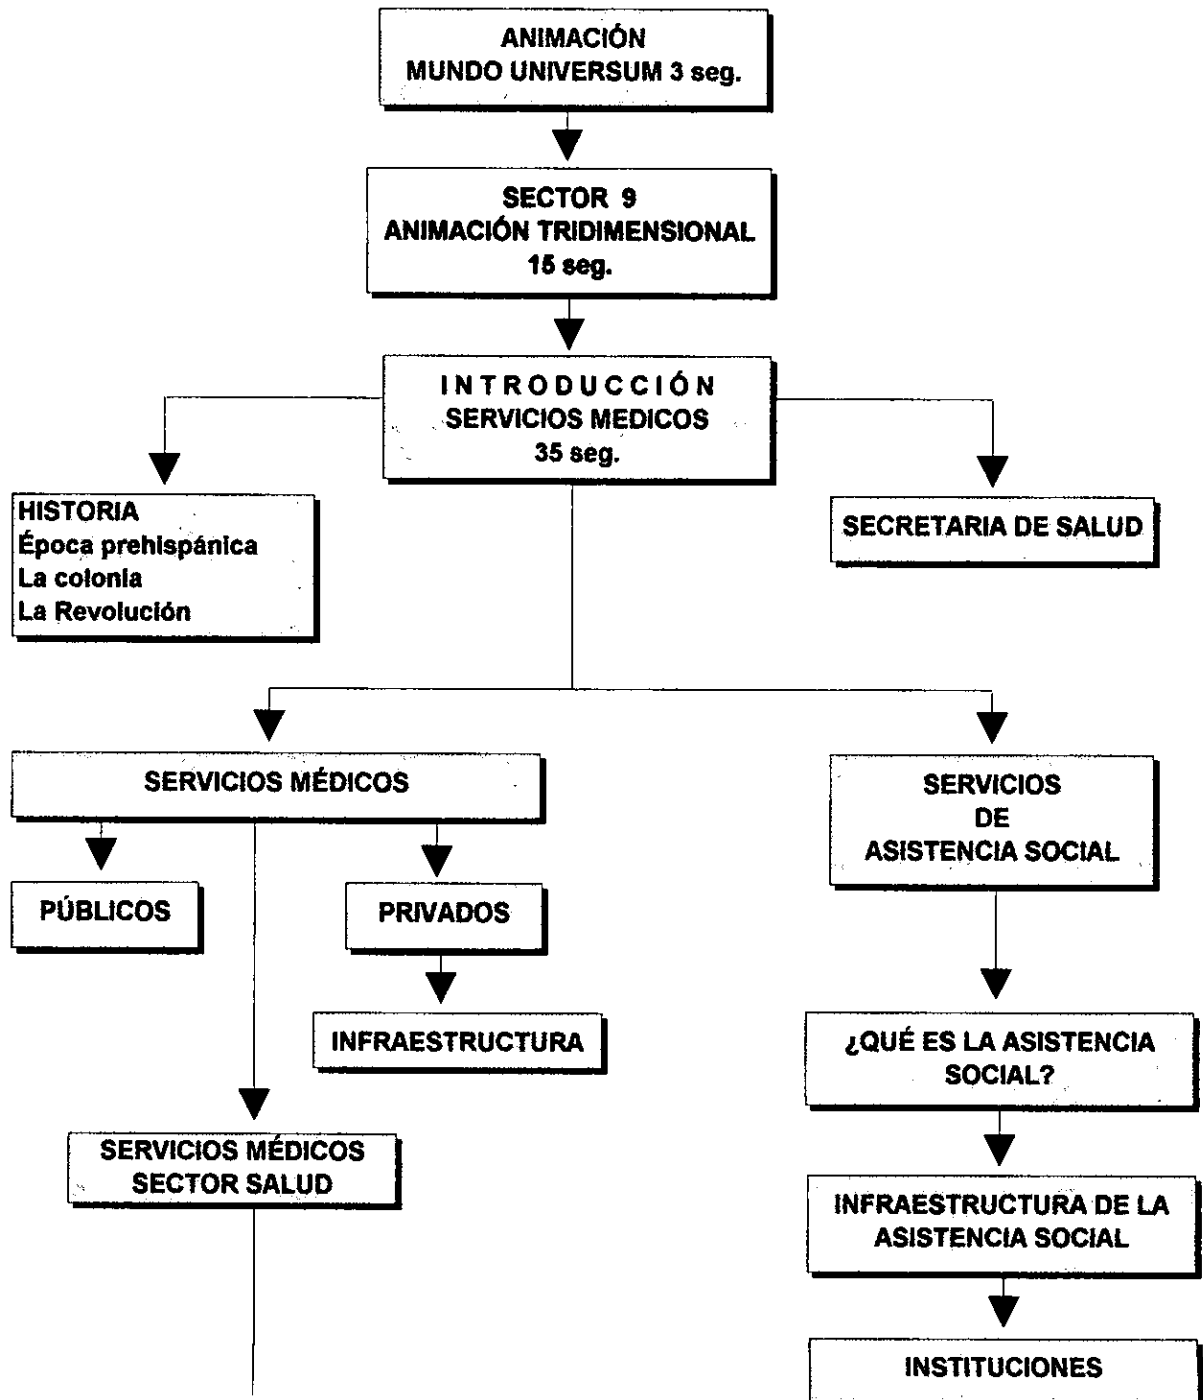 ANIMACIÓN
MUNDO UNIVERSUM 3 seg.
SECTOR 9
ANIMACIÓN TRIDIMENSIONAL
15 seg.
INTRODUCCIÓN
SERVICIOS MEDICOS
35 seg.
HISTORIA
Época prehispánica
La colonia
La Revolución
SECRETARIA DE SALUD
SERVICIOS MÉDICOS
SERVICIOS
DE
ASISTENCIA SOCIAL
PÚBLICOS
PRIVADOS
INFRAESTRUCTURA
¿QUÉ ES LA ASISTENCIA
SOCIAL?
SERVICIOS MÉDICOS
SECTOR SALUD
INFRAESTRUCTURA DE LA
ASISTENCIA SOCIAL
INSTITUCIONES